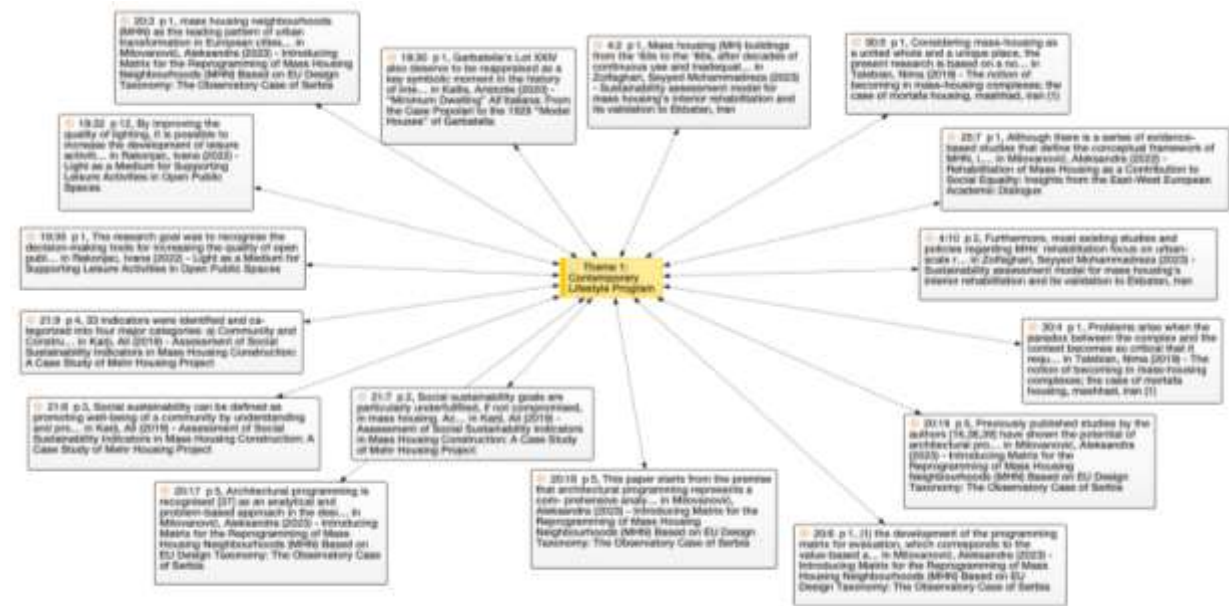 20:3 p 1, mass housing neighbourhoods
(MHN) as the leading pattern of urban
transformation in European cities... in
Milovanović, Aleksandra (2023) - Introducing
Matrix for the Reprogramming of Mass Housing
Neighbourhoods (MHN) Based on EU Design
Taxonomy: The Observatory Case of Serbia
19:30 p 1, Garbatella's Lot XXIV
also deserve to be reappraised as a
key symbolic moment in the history
of line... in Kallis, Aristotle (2020) -
"Minimum Dwelling" All'Italiana: From
the Case Popolari to the 1929 "Model
Houses" of Garbatella
4:2 p 1, Mass housing (MH) buildings
from the '60s to the '80s, after decades of
continuous use and inadequat... in
Zolfaghari, Seyyed Mohammadreza (2023)
- Sustainability assessment model for
mass housing's interior rehabilitation and
its validation to Ekbatan, Iran
30:5 p 1, Considering mass-housing as
a united whole and a unique place, the
present research is based on a no... in
Talebian, Nima (2019) - The notion of
becoming in mass-housing complexes; the
case of mortafa housing, mashhad, iran (1)
19:32 p 12, By improving the
quality of lighting, it is possible to
increase the development of leisure
activiti... in Rakonjac, Ivana (2022) -
Light as a Medium for Supporting
Leisure Activities in Open Public
Spaces
25:7 p 1, Although there is a series of evidence-
based studies that define the conceptual framework of
MHN, i... in Milovanović, Aleksandra (2022) -
Rehabilitation of Mass Housing as a Contribution to
Social Equality: Insights from the East-West European
Academic Dialogue
19:35 p 1, The research goal was to recognise the
decision-making tools for increasing the quality of open
publ... in Rakonjac, Ivana (2022) - Light as a Medium for
Supporting Leisure Activities in Open Public Spaces
Theme 1:
Contemporary
Lifestyle Program
4:10 p 2, Furthermore, most existing studies and
policies regarding MHs' rehabilitation focus on urban-
scale r... in Zolfaghari, Seyyed Mohammadreza (2023) -
Sustainability assessment model for mass housing's
interior rehabilitation and its validation to Ekbatan, Iran
21:9 p 4, 33 indicators were identified and ca-
tegorized into four major categories: a) Community and
Constru... in Karji, Ali (2019) - Assessment of Social
Sustainability Indicators in Mass Housing Construction:
A Case Study of Mehr Housing Project
30:4 p 1, Problems arise when the
paradox between the complex and the
context becomes so critical that it
requ... in Talebian, Nima (2019) - The
notion of becoming in mass-housing
complexes; the case of mortafa
housing, mashhad, iran (1)
21:6 p 3, Social sustainability can be defined as
promoting well-being of a community by understanding
and pro... in Karji, Ali (2019) - Assessment of Social
Sustainability Indicators in Mass Housing Construction: A
Case Study of Mehr Housing Project
21:7 p 2, Social sustainability goals are
particularly underfulfilled, if not compromised,
in mass housing. Ac... in Karji, Ali (2019) -
Assessment of Social Sustainability Indicators
in Mass Housing Construction: A Case Study
of Mehr Housing Project
20:19 p 5, Previously published studies by the
authors [16,38,39] have shown the potential of
architectural pro... in Milovanović, Aleksandra
(2023) - Introducing Matrix for the
Reprogramming of Mass Housing
Neighbourhoods (MHN) Based on EU Design
Taxonomy: The Observatory Case of Serbia
20:17 p 5, Architectural programming is
recognised [37] as an analytical and
problem-based approach in the desi... in
Milovanović, Aleksandra (2023) - Introducing
Matrix for the Reprogramming of Mass
Housing Neighbourhoods (MHN) Based on
EU Design Taxonomy: The Observatory Case
of Serbia
20:18 p 5, This paper starts from the premise
that architectural programming represents a
com- prehensive analy... in Milovanović,
Aleksandra (2023) - Introducing Matrix for the
Reprogramming of Mass Housing
Neighbourhoods (MHN) Based on EU Design
Taxonomy: The Observatory Case of Serbia
20:6 p 1, (1) the development of the programming
matrix for evaluation, which corresponds to the
value-based a... in Milovanović, Aleksandra (2023) -
Introducing Matrix for the Reprogramming of Mass
Housing Neighbourhoods (MHN) Based on EU
Design Taxonomy: The Observatory Case of Serbia